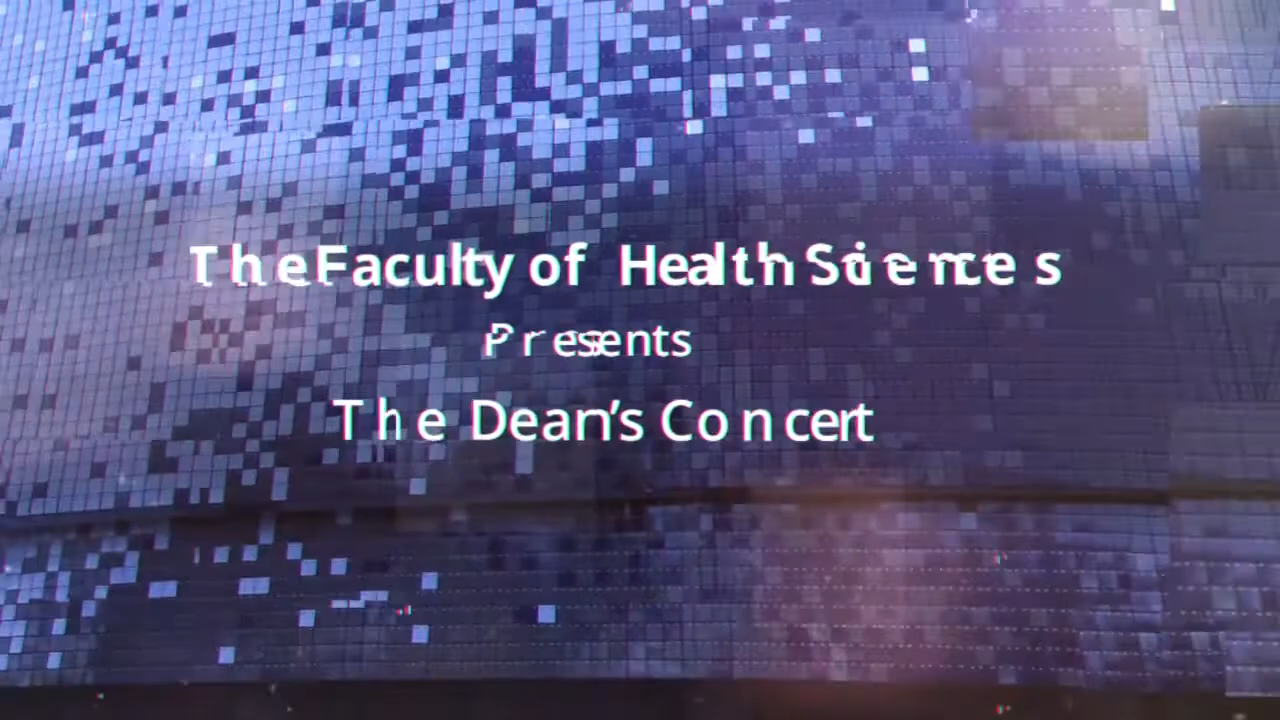 The Faculty of Health Sciences
Presents
The Dean's Concert